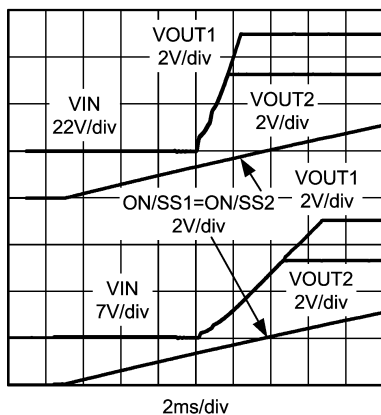 VOUT1
2V/div
VIN
22V/div
VOUT2
2V/div
VOUT1
2V/div
ON/SS1=ON/SS2
2V/div
VIN
7V/div
VOUT2
2V/div
2ms/div